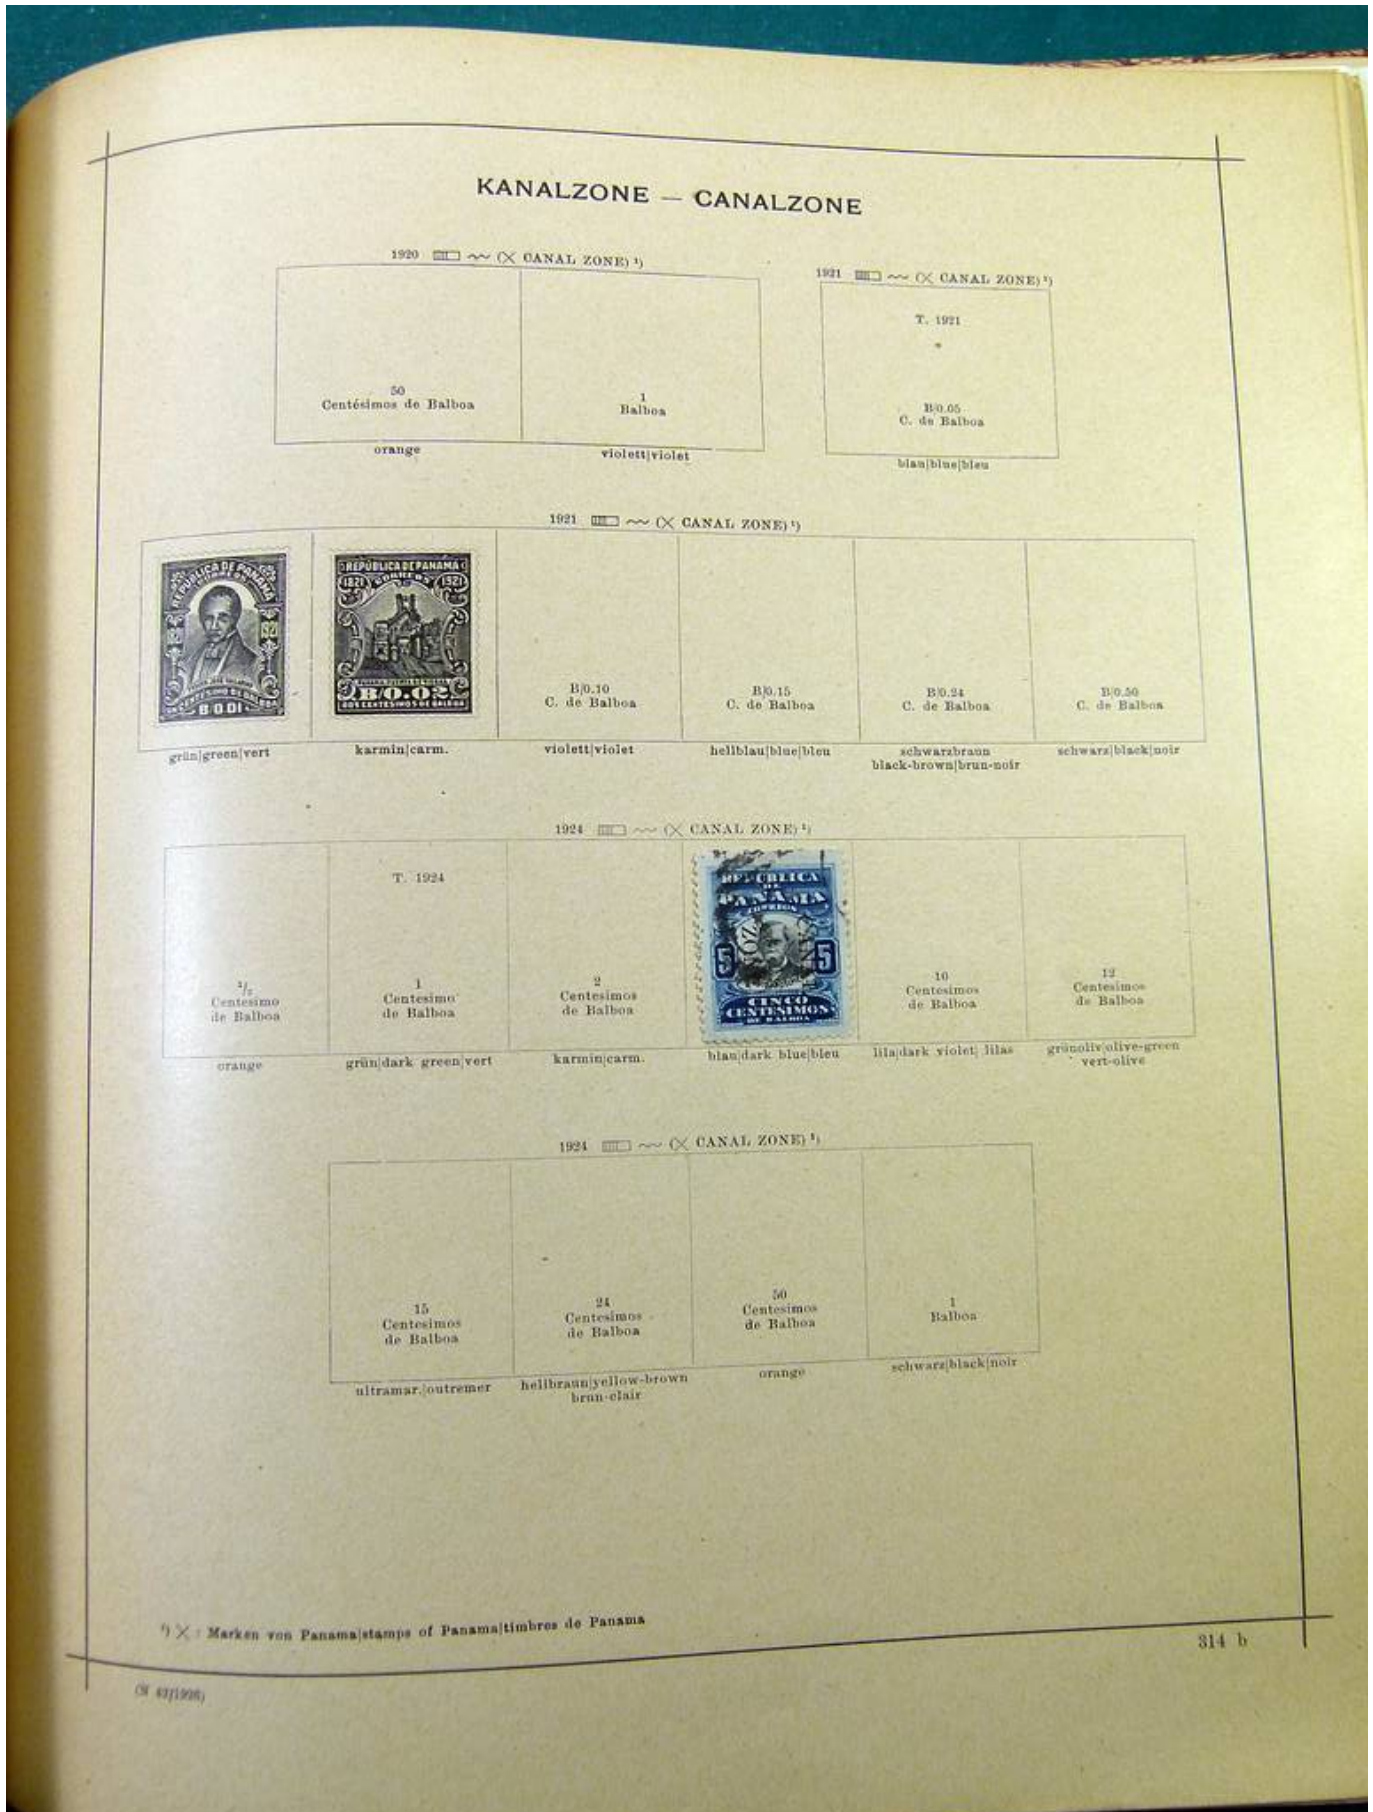 KANALZONE — CANALZONE
1920 (X CANAL ZONE) ¹)
50
Centésimos de Balboa
orange
1
Balboa
violett|violet
1921 (X CANAL ZONE) ¹)
T. 1921
B/0.05
C. de Balboa
blau|blue|bleu
1921 (X CANAL ZONE) ¹)
REPUBLICA DE PANAMA
CORREOS
B/0.01
grün|green|vert
REPÚBLICA DE PANAMÁ
1821 CORREOS 1921
B/0.02
DOS CENTESIMOS DE BALBOA
karmin|carm.
B/0.10
C. de Balboa
violett|violet
B/0.15
C. de Balboa
hellblau|blue|bleu
B/0.24
C. de Balboa
schwarzbraun
black-brown|brun-noir
B/0.50
C. de Balboa
schwarz|black|noir
1924 (X CANAL ZONE) ¹)
½
Centesimo
de Balboa
orange
T. 1924
1
Centesimo
de Balboa
grün|dark green|vert
2
Centesimos
de Balboa
karmin|carm.
REPUBLICA
DE
PANAMA
CORREOS
5 5
CINCO
CENTESIMOS
DE BALBOA
blau|dark blue|bleu
10
Centesimos
de Balboa
lila|dark violet| lilas
12
Centesimos
de Balboa
grünoliv|olive-green
vert-olive
1924 (X CANAL ZONE) ¹)
15
Centesimos
de Balboa
ultramar.|outremer
24
Centesimos
de Balboa
hellbraun|yellow-brown
brun-clair
50
Centesimos
de Balboa
orange
1
Balboa
schwarz|black|noir
¹) X : Marken von Panama|stamps of Panama|timbres de Panama
314 b